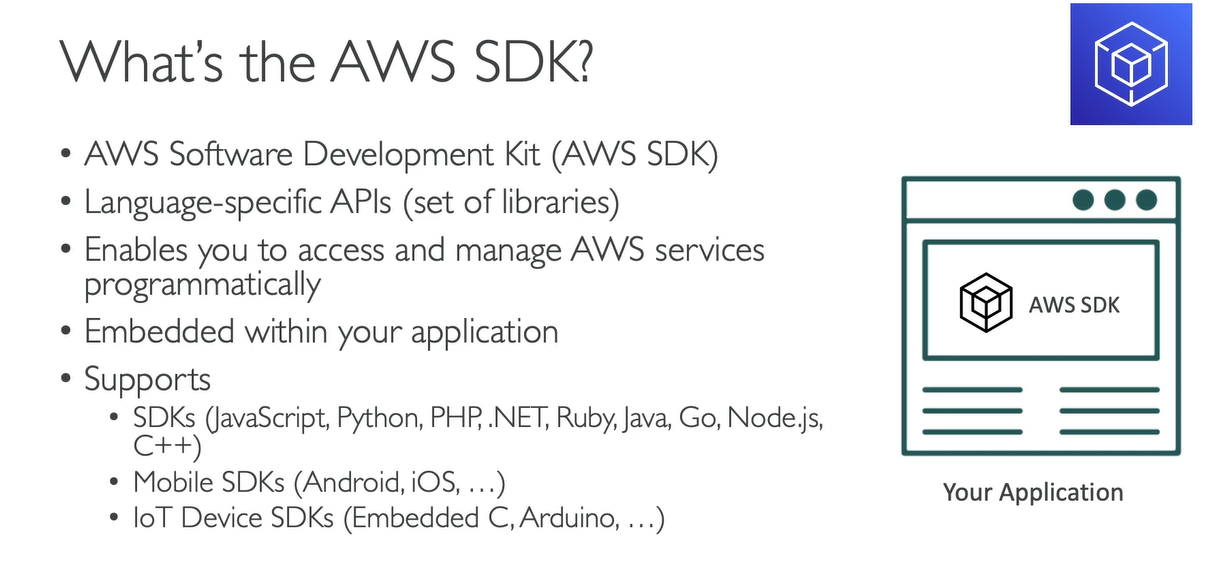 What's the AWS SDK?
• AWS Software Development Kit (AWS SDK)
• Language-specific APIs (set of libraries)
• Enables you to access and manage AWS services
programmatically
• Embedded within your application
• Supports
• SDKs (JavaScript, Python, PHP, .NET, Ruby, Java, Go, Node.js,
C++)
• Mobile SDKs (Android, iOS, …)
• IoT Device SDKs (Embedded C, Arduino, …)
AWS SDK
Your Application